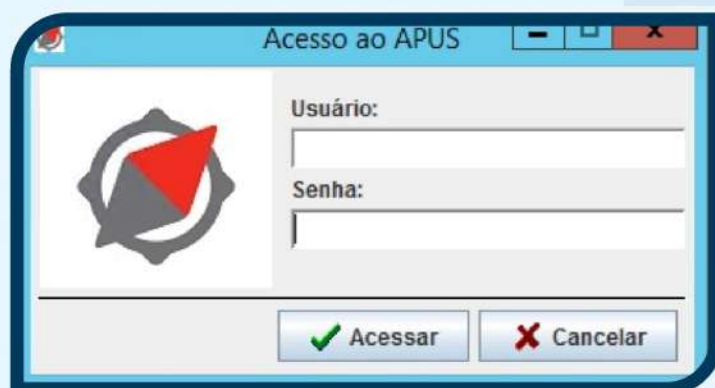 Acesso ao APUS
Usuário:
Senha:
Acessar
Cancelar